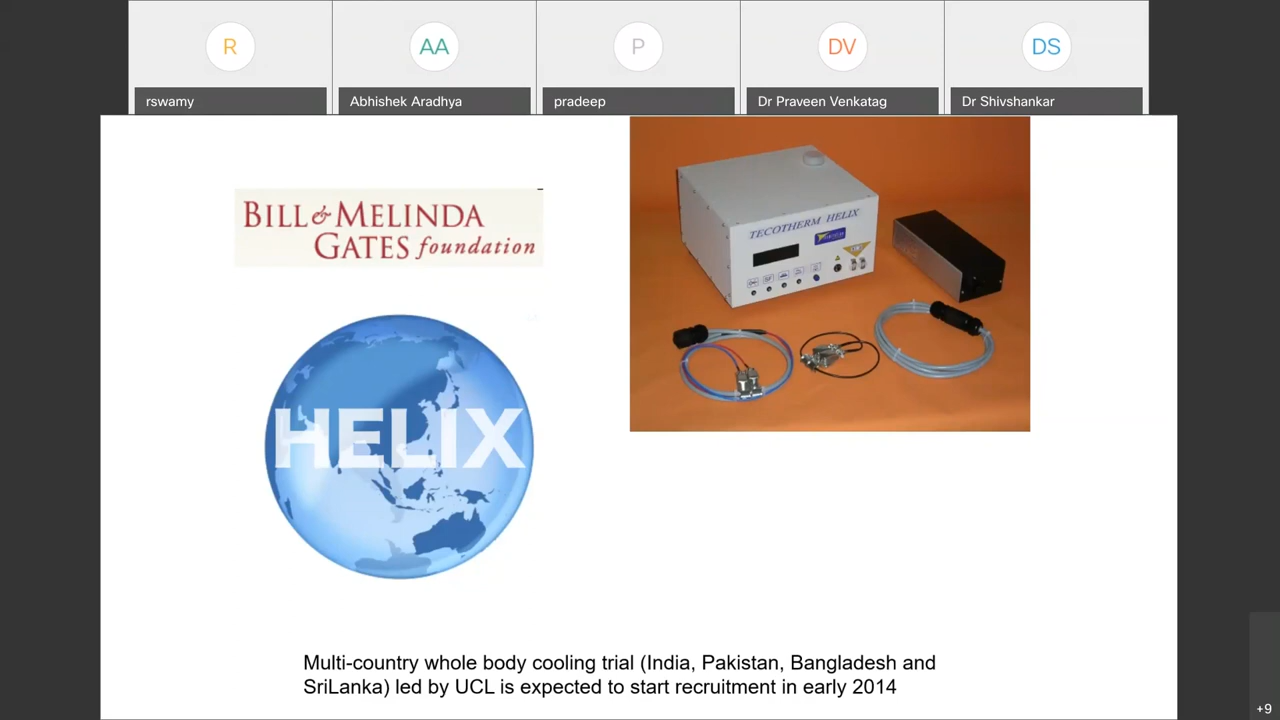 R
AA
P
DV
DS
rswamy
Abhishek Aradhya
pradeep
Dr Praveen Venkatag
Dr Shivshankar
BILL & MELINDA
GATES foundation
TECOTHERM HELIX
HELIX
Multi-country whole body cooling trial (India, Pakistan, Bangladesh and
SriLanka) led by UCL is expected to start recruitment in early 2014
+9